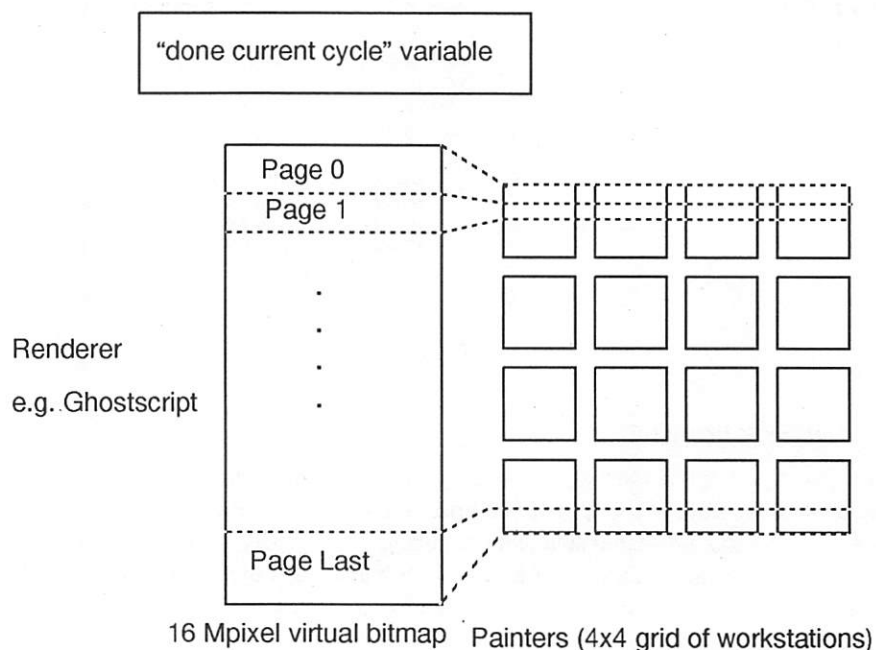 “done current cycle” variable
Page 0
Page 1
Renderer
e.g. Ghostscript
Page Last
16 Mpixel virtual bitmap
Painters (4x4 grid of workstations)